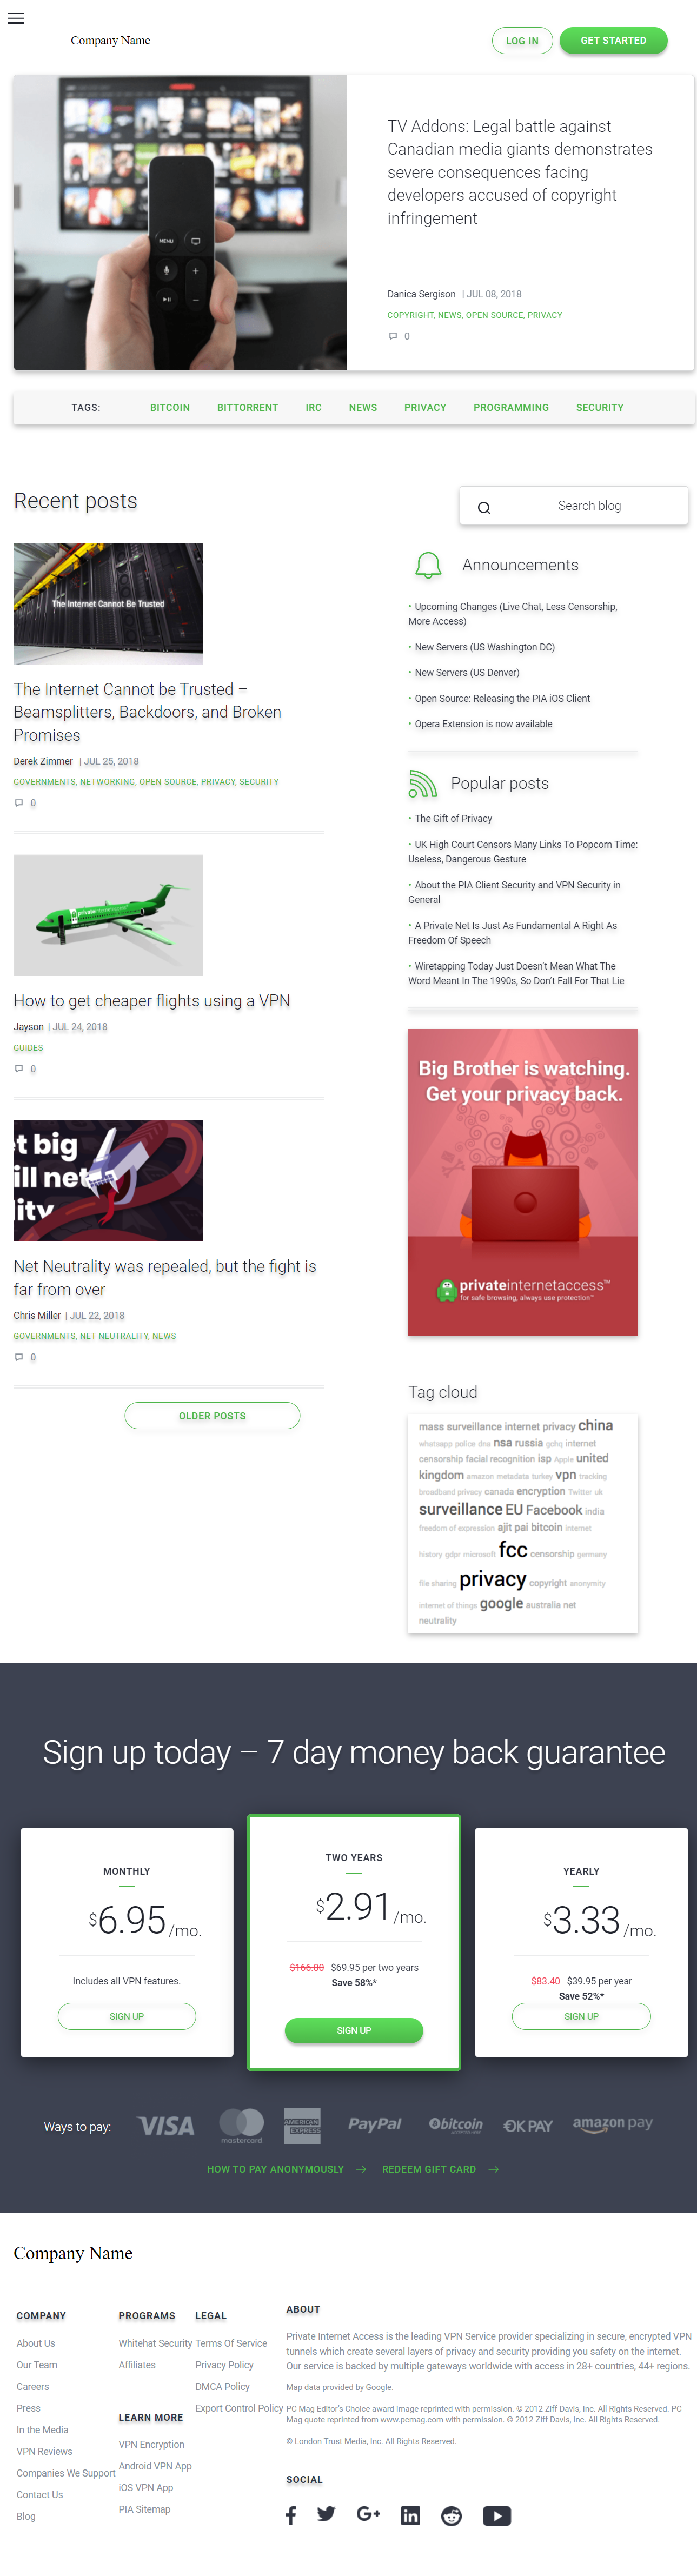 Company Name
LOG IN
GET STARTED
MENU
TV Addons: Legal battle against
Canadian media giants demonstrates
severe consequences facing
developers accused of copyright
infringement
Danica Sergison | JUL 08, 2018
COPYRIGHT, NEWS, OPEN SOURCE, PRIVACY
0
TAGS: BITCOIN BITTORRENT IRC NEWS PRIVACY PROGRAMMING SECURITY
Recent posts
The Internet Cannot Be Trusted
The Internet Cannot be Trusted –
Beamsplitters, Backdoors, and Broken
Promises
Derek Zimmer | JUL 25, 2018
GOVERNMENTS, NETWORKING, OPEN SOURCE, PRIVACY, SECURITY
0
private
How to get cheaper flights using a VPN
Jayson | JUL 24, 2018
GUIDES
0
t big
ill net
lity
Net Neutrality was repealed, but the fight is
far from over
Chris Miller | JUL 22, 2018
GOVERNMENTS, NET NEUTRALITY, NEWS
0
OLDER POSTS
Search blog
Announcements
• Upcoming Changes (Live Chat, Less Censorship,
More Access)
• New Servers (US Washington DC)
• New Servers (US Denver)
• Open Source: Releasing the PIA iOS Client
• Opera Extension is now available
Popular posts
• The Gift of Privacy
• UK High Court Censors Many Links To Popcorn Time:
Useless, Dangerous Gesture
• About the PIA Client Security and VPN Security in
General
• A Private Net Is Just As Fundamental A Right As
Freedom Of Speech
• Wiretapping Today Just Doesn't Mean What The
Word Meant In The 1990s, So Don't Fall For That Lie
Big Brother is watching.
Get your privacy back.
privateinternetaccess™
for safe browsing, always use protection™
Tag cloud
mass surveillance internet privacy china
whatsapp police dna nsa russia gchq internet
censorship facial recognition isp Apple united
kingdom amazon metadata turkey vpn tracking
broadband privacy canada encryption Twitter uk
surveillance EU Facebook india
freedom of expression ajit pai bitcoin internet
history gdpr microsoft fcc censorship germany
file sharing privacy copyright anonymity
internet of things google australia net
neutrality
Sign up today – 7 day money back guarantee
MONTHLY
$6.95/mo.
Includes all VPN features.
SIGN UP
TWO YEARS
$2.91/mo.
$166.80 $69.95 per two years
Save 58%*
SIGN UP
YEARLY
$3.33/mo.
$83.40 $39.95 per year
Save 52%*
SIGN UP
Ways to pay: VISA mastercard AMERICAN EXPRESS PayPal bitcoin ACCEPTED HERE OKPAY amazon pay
HOW TO PAY ANONYMOUSLY → REDEEM GIFT CARD →
Company Name
COMPANY
About Us
Our Team
Careers
Press
In the Media
VPN Reviews
Companies We Support
Contact Us
Blog
PROGRAMS
Whitehat Security
Affiliates
LEARN MORE
VPN Encryption
Android VPN App
iOS VPN App
PIA Sitemap
LEGAL
Terms Of Service
Privacy Policy
DMCA Policy
Export Control Policy
ABOUT
Private Internet Access is the leading VPN Service provider specializing in secure, encrypted VPN
tunnels which create several layers of privacy and security providing you safety on the internet.
Our service is backed by multiple gateways worldwide with access in 28+ countries, 44+ regions.
Map data provided by Google.
PC Mag Editor's Choice award image reprinted with permission. © 2012 Ziff Davis, Inc. All Rights Reserved. PC
Mag quote reprinted from www.pcmag.com with permission. © 2012 Ziff Davis, Inc. All Rights Reserved.
© London Trust Media, Inc. All Rights Reserved.
SOCIAL